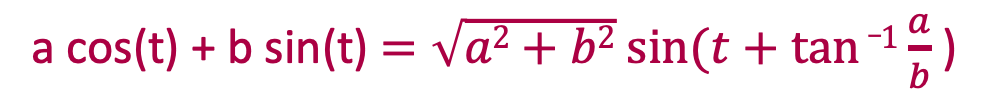 a cos(t) + b sin(t) = √(a² + b²) sin(t + tan⁻¹ a/b)